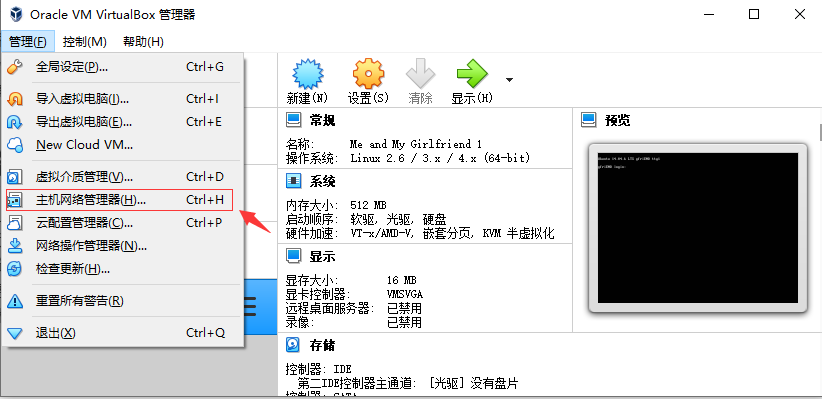 Oracle VM VirtualBox 管理器
管理(F) 控制(M) 帮助(H)
全局设定(P)... Ctrl+G
导入虚拟电脑(I)... Ctrl+I
导出虚拟电脑(E)... Ctrl+E
New Cloud VM...
虚拟介质管理(V)... Ctrl+D
主机网络管理器(H)... Ctrl+H
云配置管理器(C)... Ctrl+P
网络操作管理器(N)...
检查更新(H)...
重置所有警告(R)
退出(X) Ctrl+Q
新建(N) 设置(S) 清除 显示(H)
常规
名称: Me and My Girlfriend 1
操作系统: Linux 2.6 / 3.x / 4.x (64-bit)
系统
内存大小: 512 MB
启动顺序: 软驱, 光驱, 硬盘
硬件加速: VT-x/AMD-V, 嵌套分页, KVM 半虚拟化
显示
显存大小: 16 MB
显卡控制器: VMSVGA
远程桌面服务器: 已禁用
录像: 已禁用
存储
控制器: IDE
第二IDE控制器主通道: [光驱] 没有盘片
控制器: SATA
预览